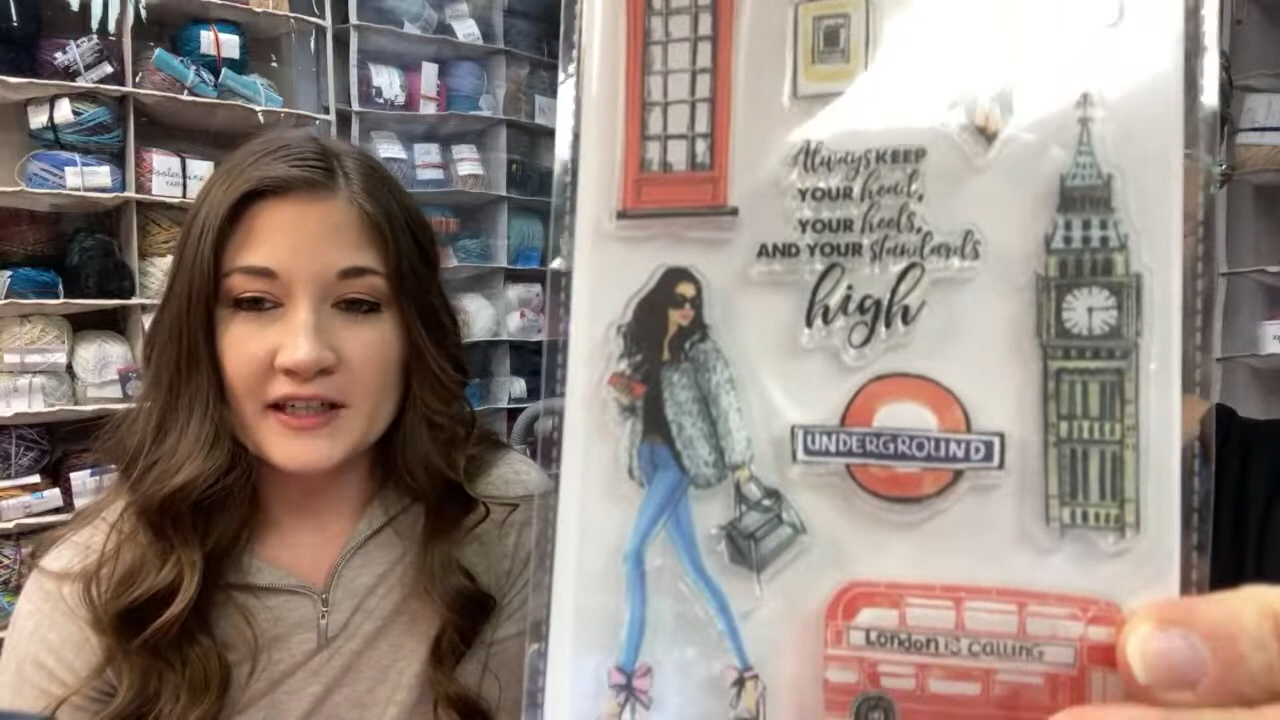 Always KEEP
YOUR head,
YOUR heels,
AND YOUR standards
high
UNDERGROUND
London is calling